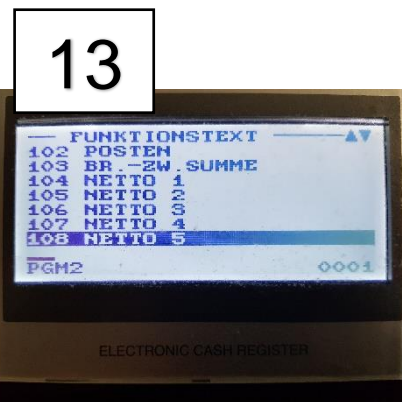 13
FUNKTIONSTEXT ▲▼
102 POSTEN
103 BR.-ZW.SUMME
104 NETTO 1
105 NETTO 2
106 NETTO 3
107 NETTO 4
108 NETTO 5
PGM2 0001
ELECTRONIC CASH REGISTER